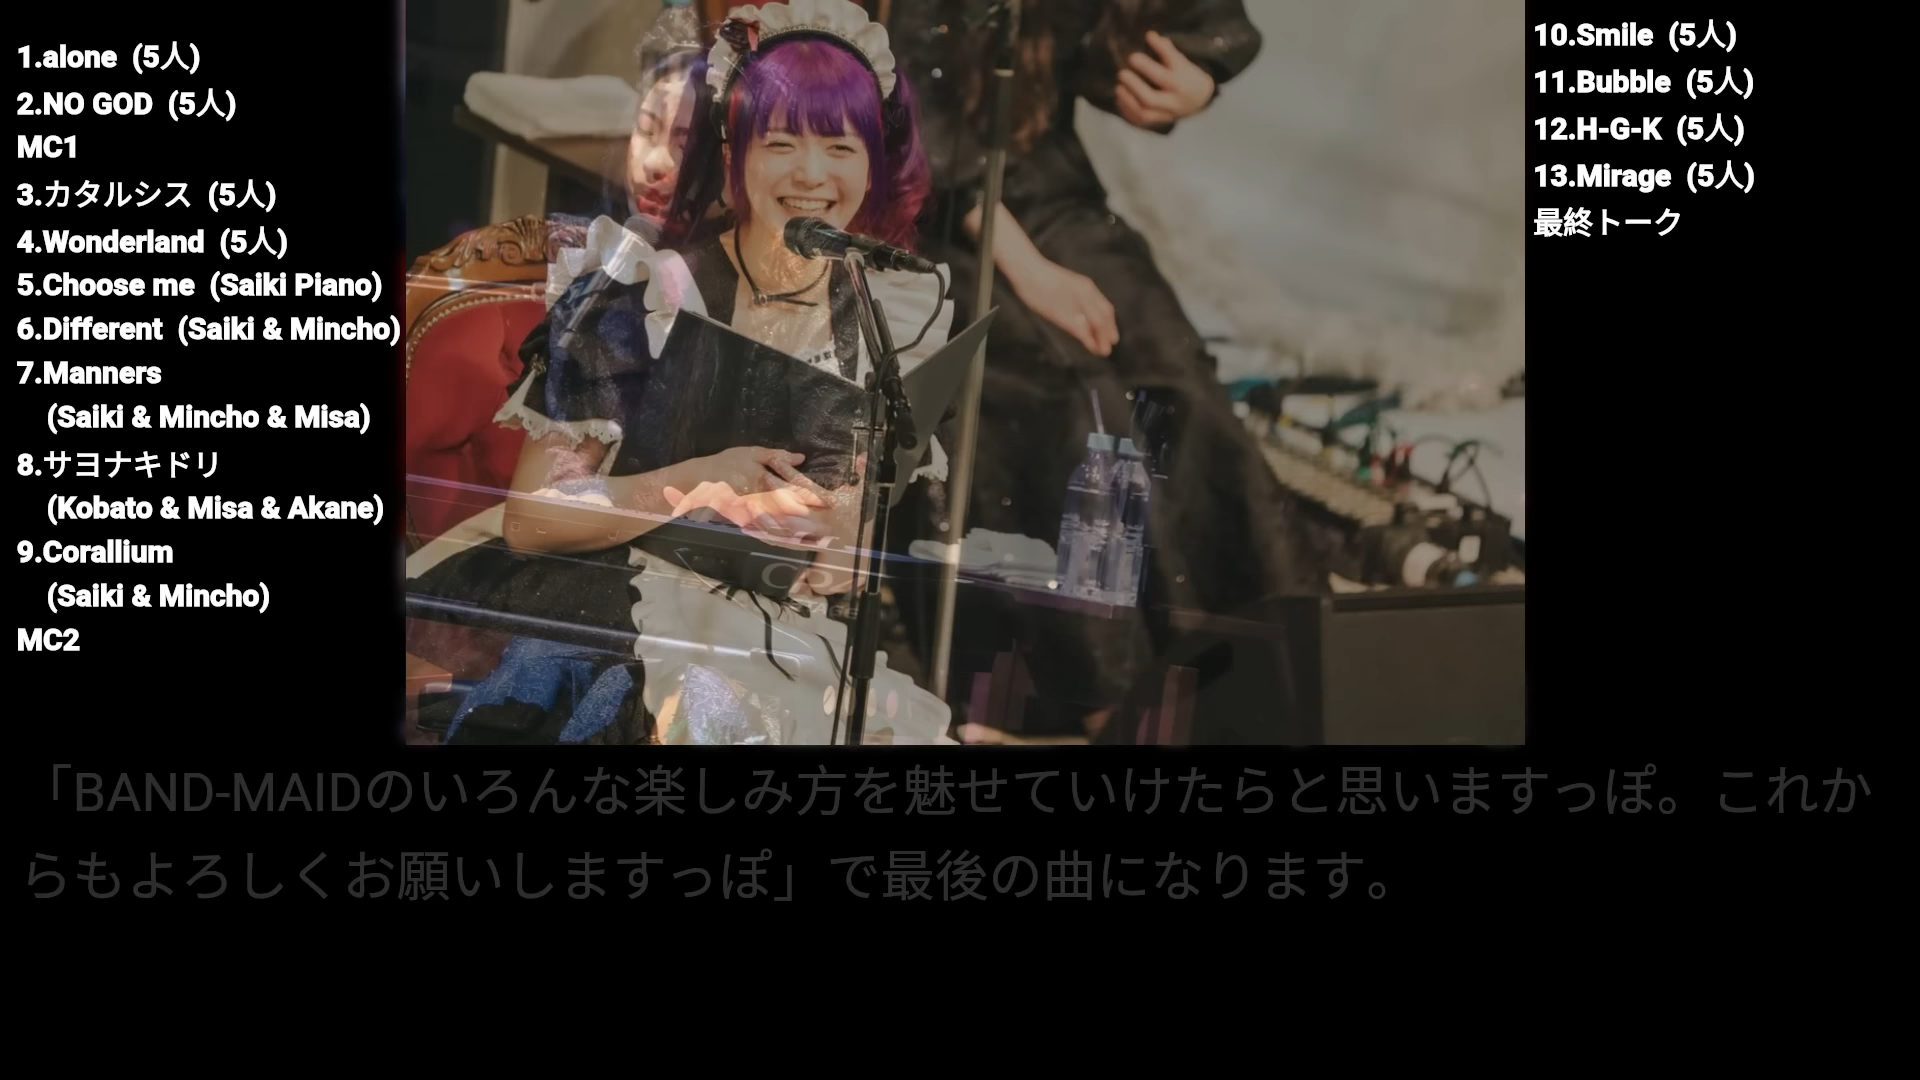 1.alone (5人)
2.NO GOD (5人)
MC1
3.カタルシス (5人)
4.Wonderland (5人)
5.Choose me (Saiki Piano)
6.Different (Saiki & Mincho)
7.Manners
(Saiki & Mincho & Misa)
8.サヨナキドリ
(Kobato & Misa & Akane)
9.Corallium
(Saiki & Mincho)
MC2
10.Smile (5人)
11.Bubble (5人)
12.H-G-K (5人)
13.Mirage (5人)
最終トーク
「BAND-MAIDのいろんな楽しみ方を魅せていけたらと思いますっぽ。これか
らもよろしくお願いしますっぽ」で最後の曲になります。